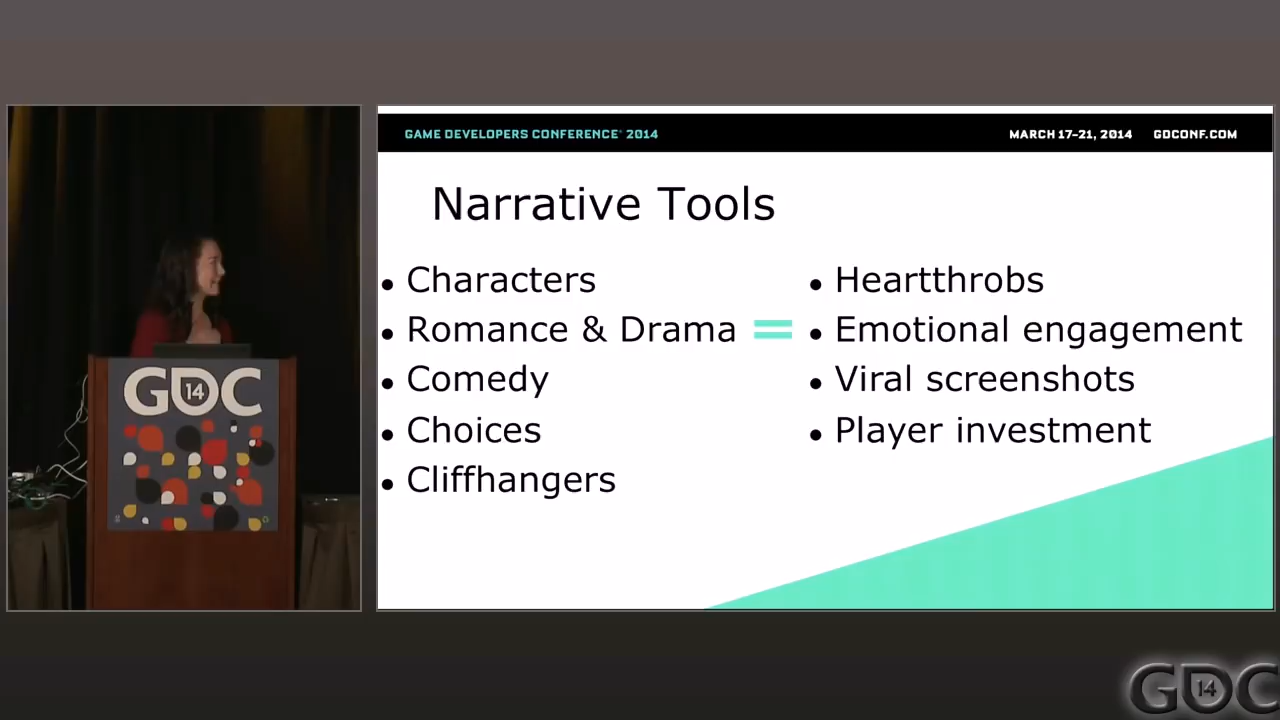 GAME DEVELOPERS CONFERENCE® 2014
MARCH 17-21, 2014 GDCONF.COM
Narrative Tools
• Characters
• Romance & Drama
• Comedy
• Choices
• Cliffhangers
=
• Heartthrobs
• Emotional engagement
• Viral screenshots
• Player investment
GDC 14
GDC 14